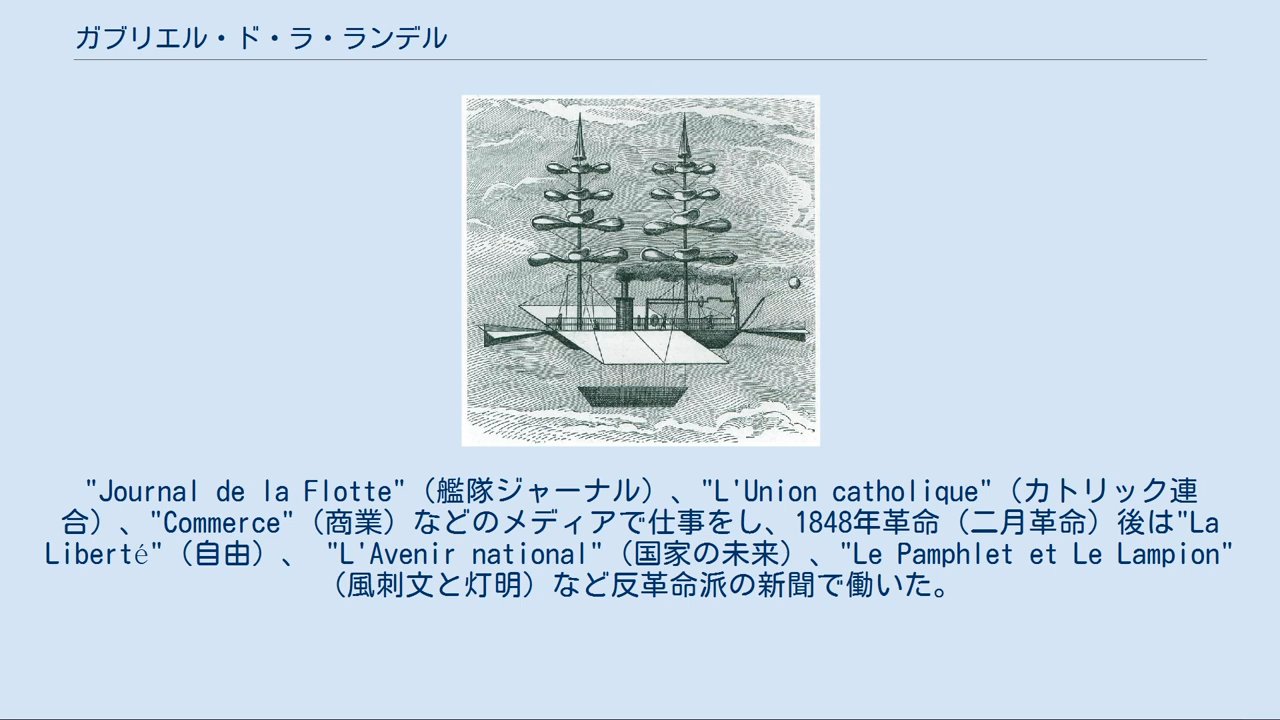 ガブリエル・ド・ラ・ランデル
"Journal de la Flotte"（艦隊ジャーナル）、"L'Union catholique"（カトリック連
合）、"Commerce"（商業）などのメディアで仕事をし、1848年革命（二月革命）後は"La
Liberté"（自由）、 "L'Avenir national"（国家の未来）、"Le Pamphlet et Le Lampion"
（風刺文と灯明）など反革命派の新聞で働いた。